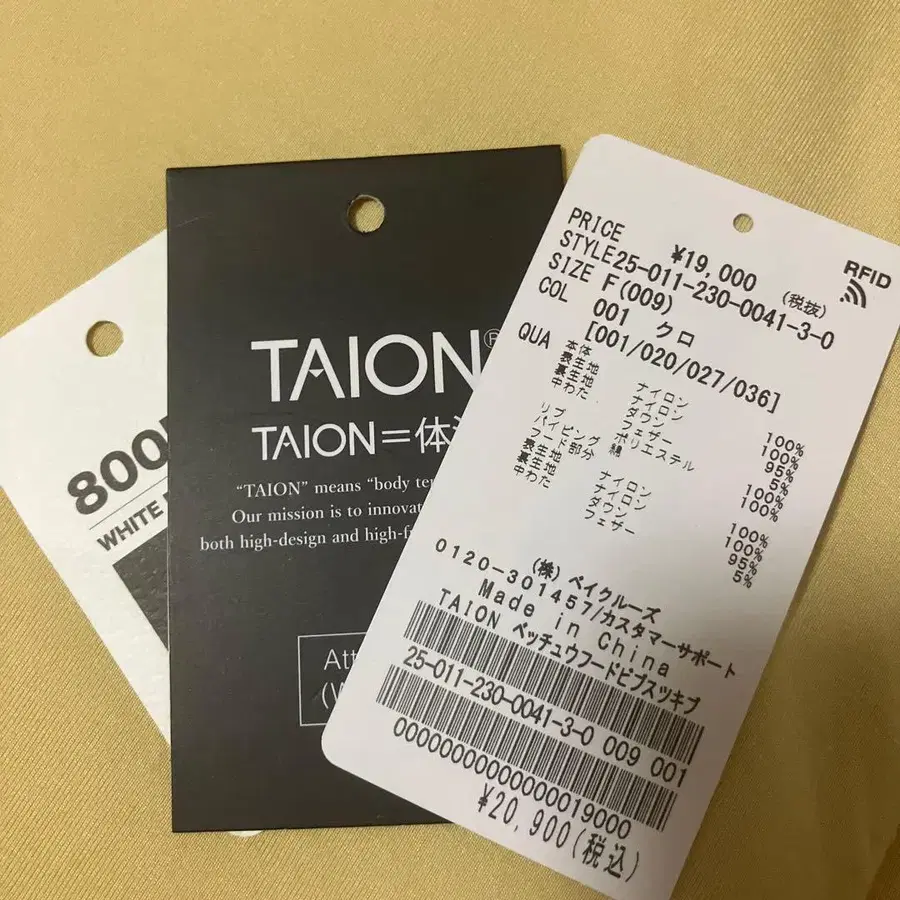 800
WHITE
TAION®
TAION=体
"TAION" means "body
Our mission is to
both high-design and
PRICE ¥19,000 (税抜)
STYLE25-011-230-0041-3-0
SIZE F(009)
COL 001 クロ
[001/020/027/036]
QUA 本体
表生地 ナイロン 100%
裏生地 ナイロン 100%
中わた ダウン 95%
フェザー 5%
リブ ポリエステル 100%
パイピング 綿 100%
フード部分
表生地 ナイロン 100%
裏生地 ナイロン 100%
中わた ダウン 95%
フェザー 5%
(株) ベイクルーズ
0120-301457/カスタマーサポート
Made in China
TAION ペッチュウフードビブスツキブ
25-011-230-0041-3-0 009 001
¥20,900(税込)
RFID